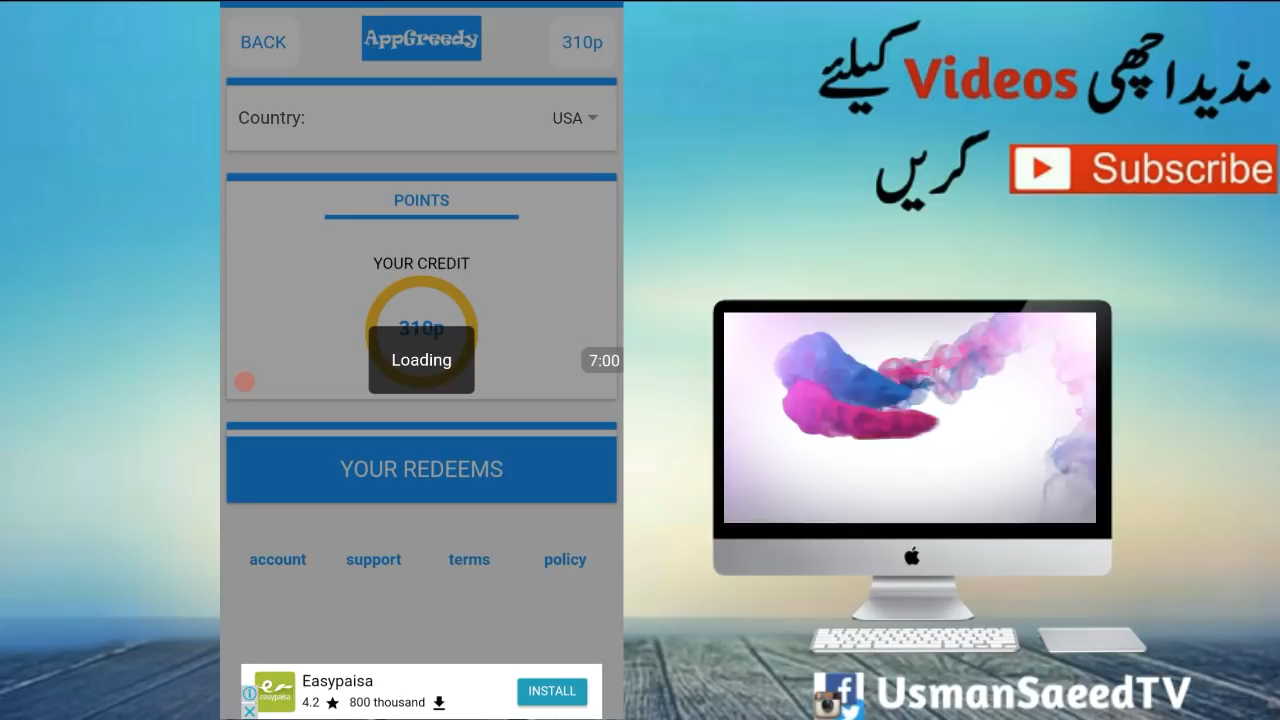 BACK
AppGreedy
310p
Country:
USA
POINTS
YOUR CREDIT
310p
Loading
7:00
YOUR REDEEMS
account support terms policy
Easypaisa
4.2 ★ 800 thousand
INSTALL
easypaisa
مذید اچھی Videos کیلئے
Subscribe کریں
UsmanSaeedTV